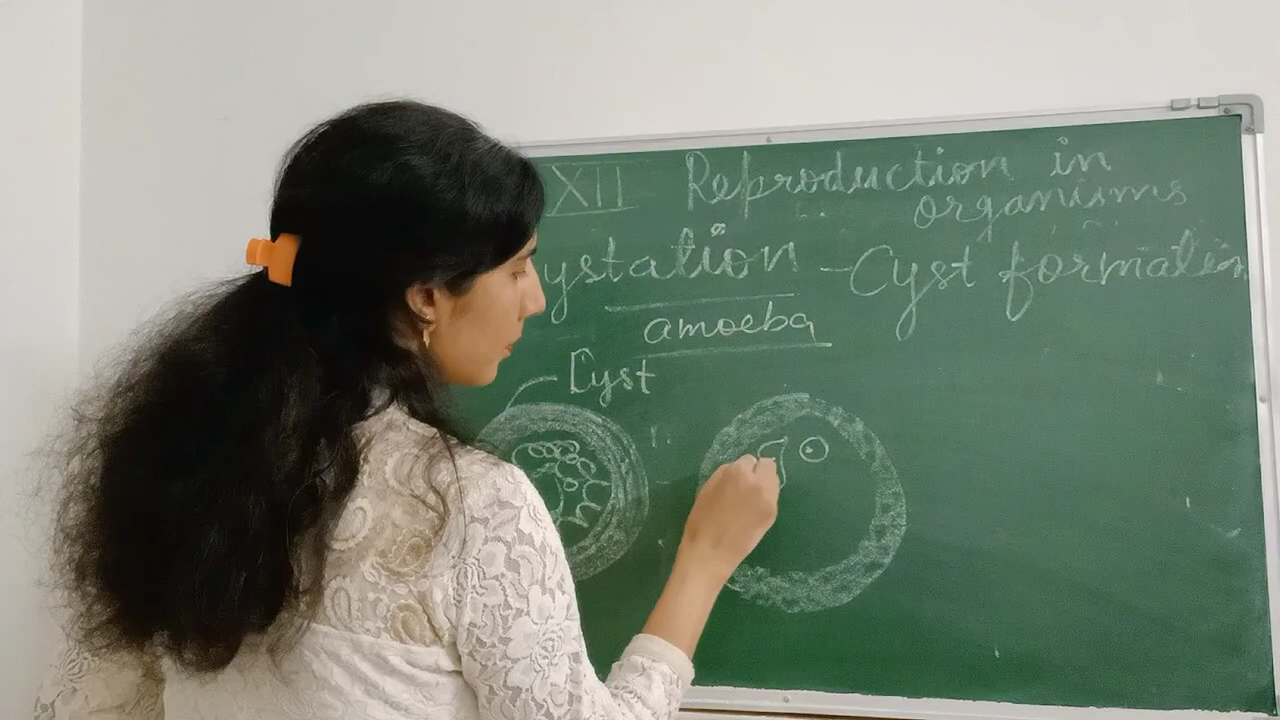 XII Reproduction in
organisms
ystation - Cyst formation
amoeba
Cyst